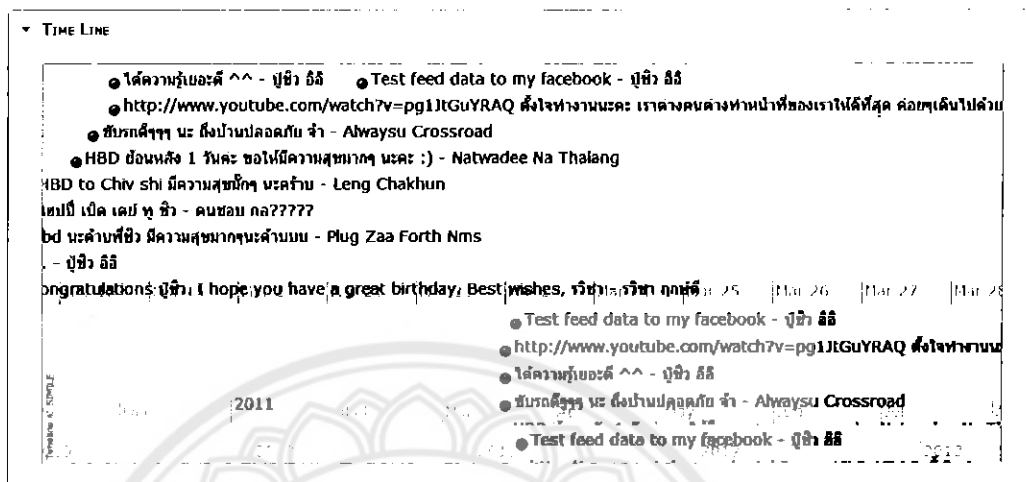 TIME LINE
ได้ความรู้เยอะดี ^^ - ปู่ชิว อิอิ Test feed data to my facebook - ปู่ชิว อิอิ
http://www.youtube.com/watch?v=pg1JtGuYRAQ ตั้งใจทำงานนะคะ เราต่างคนต่างทำหน้าที่ของเราให้ดีที่สุด ค่อยๆเดินไปด้วย
ขับรถดีๆๆๆ นะ ถึงบ้านปลอดภัย จ้า - Alwaysu Crossroad
HBD ย้อนหลัง 1 วันค่ะ ขอให้มีความสุขมากๆ นะคะ :) - Natwadee Na Thalang
HBD to Chiv shi มีความสุขมั๊กๆ นะคร้าบ - Leng Chakhun
แฮปปี้ เบิด เดย์ ทู ชิว - คนชอบ กล?????
bd นะค้าบพี่ชิว มีความสุขมากๆนะค้าบบบ - Plug Zaa Forth Nms
. - ปู่ชิว อิอิ
ongratulations ปู่ชิว! I hope you have a great birthday, Best wishes, รวิชา - รวิชา ฤกษ์ดี 25 Mar 26 Mar 27 Mar 28
Test feed data to my facebook - ปู่ชิว อิอิ
http://www.youtube.com/watch?v=pg1JtGuYRAQ ตั้งใจทำงานน
ได้ความรู้เยอะดี ^^ - ปู่ชิว อิอิ
2011 ขับรถดีๆๆๆ นะ ถึงบ้านปลอดภัย จ้า - Alwaysu Crossroad
Timeline © SIMILE
Test feed data to my facebook - ปู่ชิว อิอิ